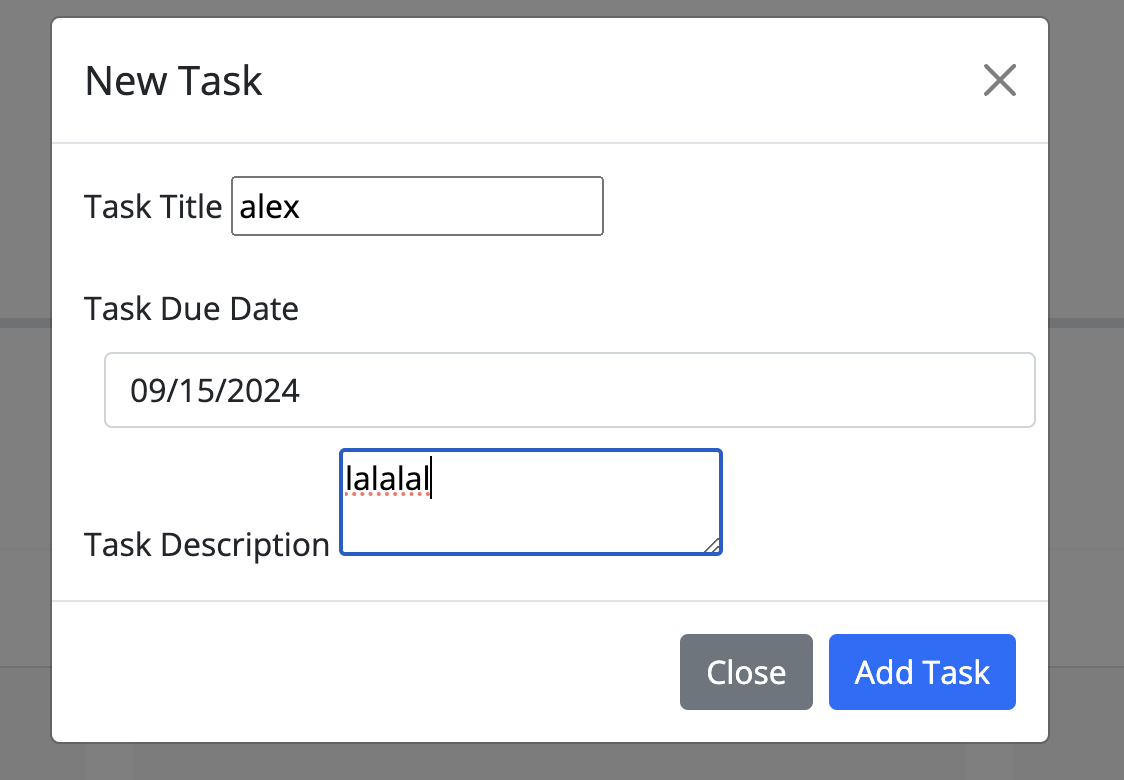 New Task
Task Title alex
Task Due Date
09/15/2024
lalalal
Task Description
Close Add Task